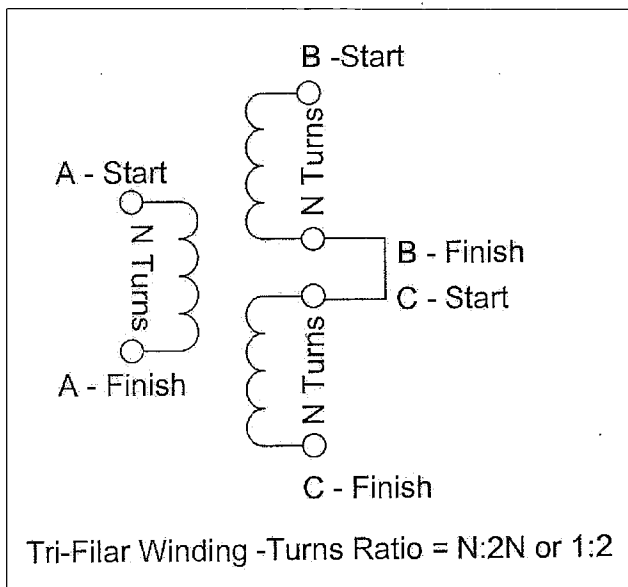 B -Start
N Turns
A - Start
N Turns
A - Finish
B - Finish
C - Start
N Turns
C - Finish
Tri-Filar Winding -Turns Ratio = N:2N or 1:2